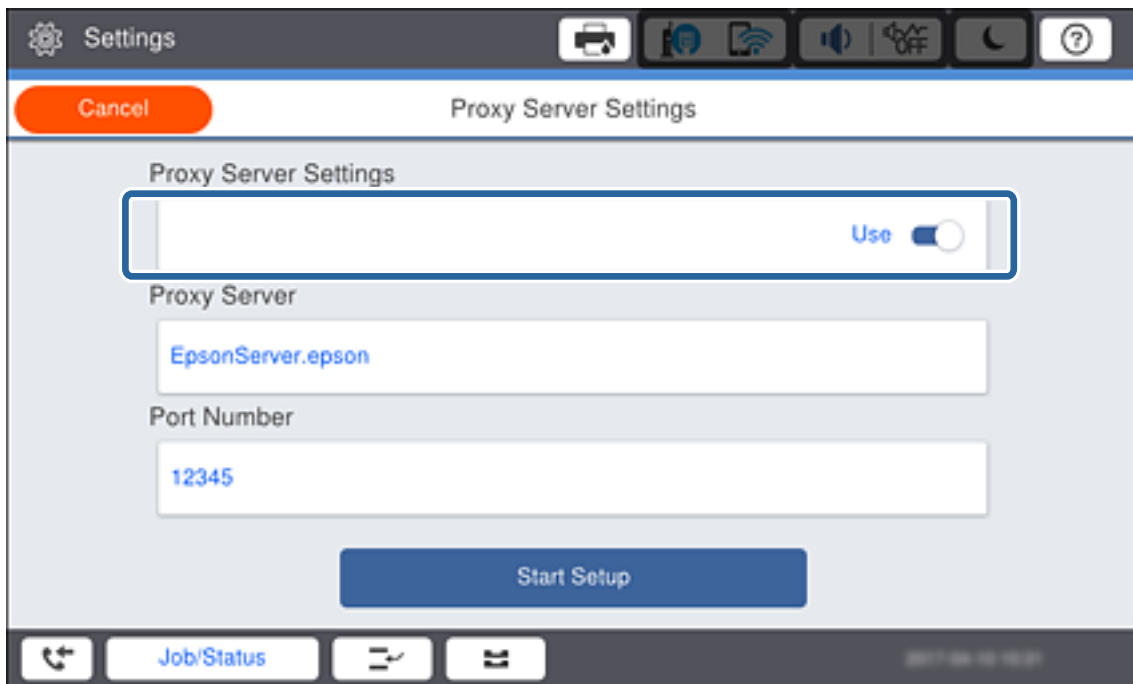 Settings
OFF
?
Cancel
Proxy Server Settings
Proxy Server Settings
Use
Proxy Server
EpsonServer.epson
Port Number
12345
Start Setup
Job/Status